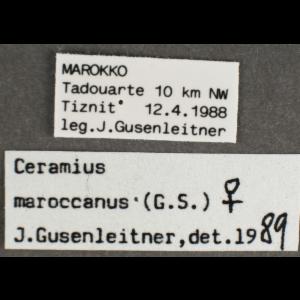 MAROKKO
Tadouarte 10 km NW
Tiznit° 12.4.1988
leg.J.Gusenleitner
Ceramius
maroccanus (G.S.) ♀
J.Gusenleitner,det.1989